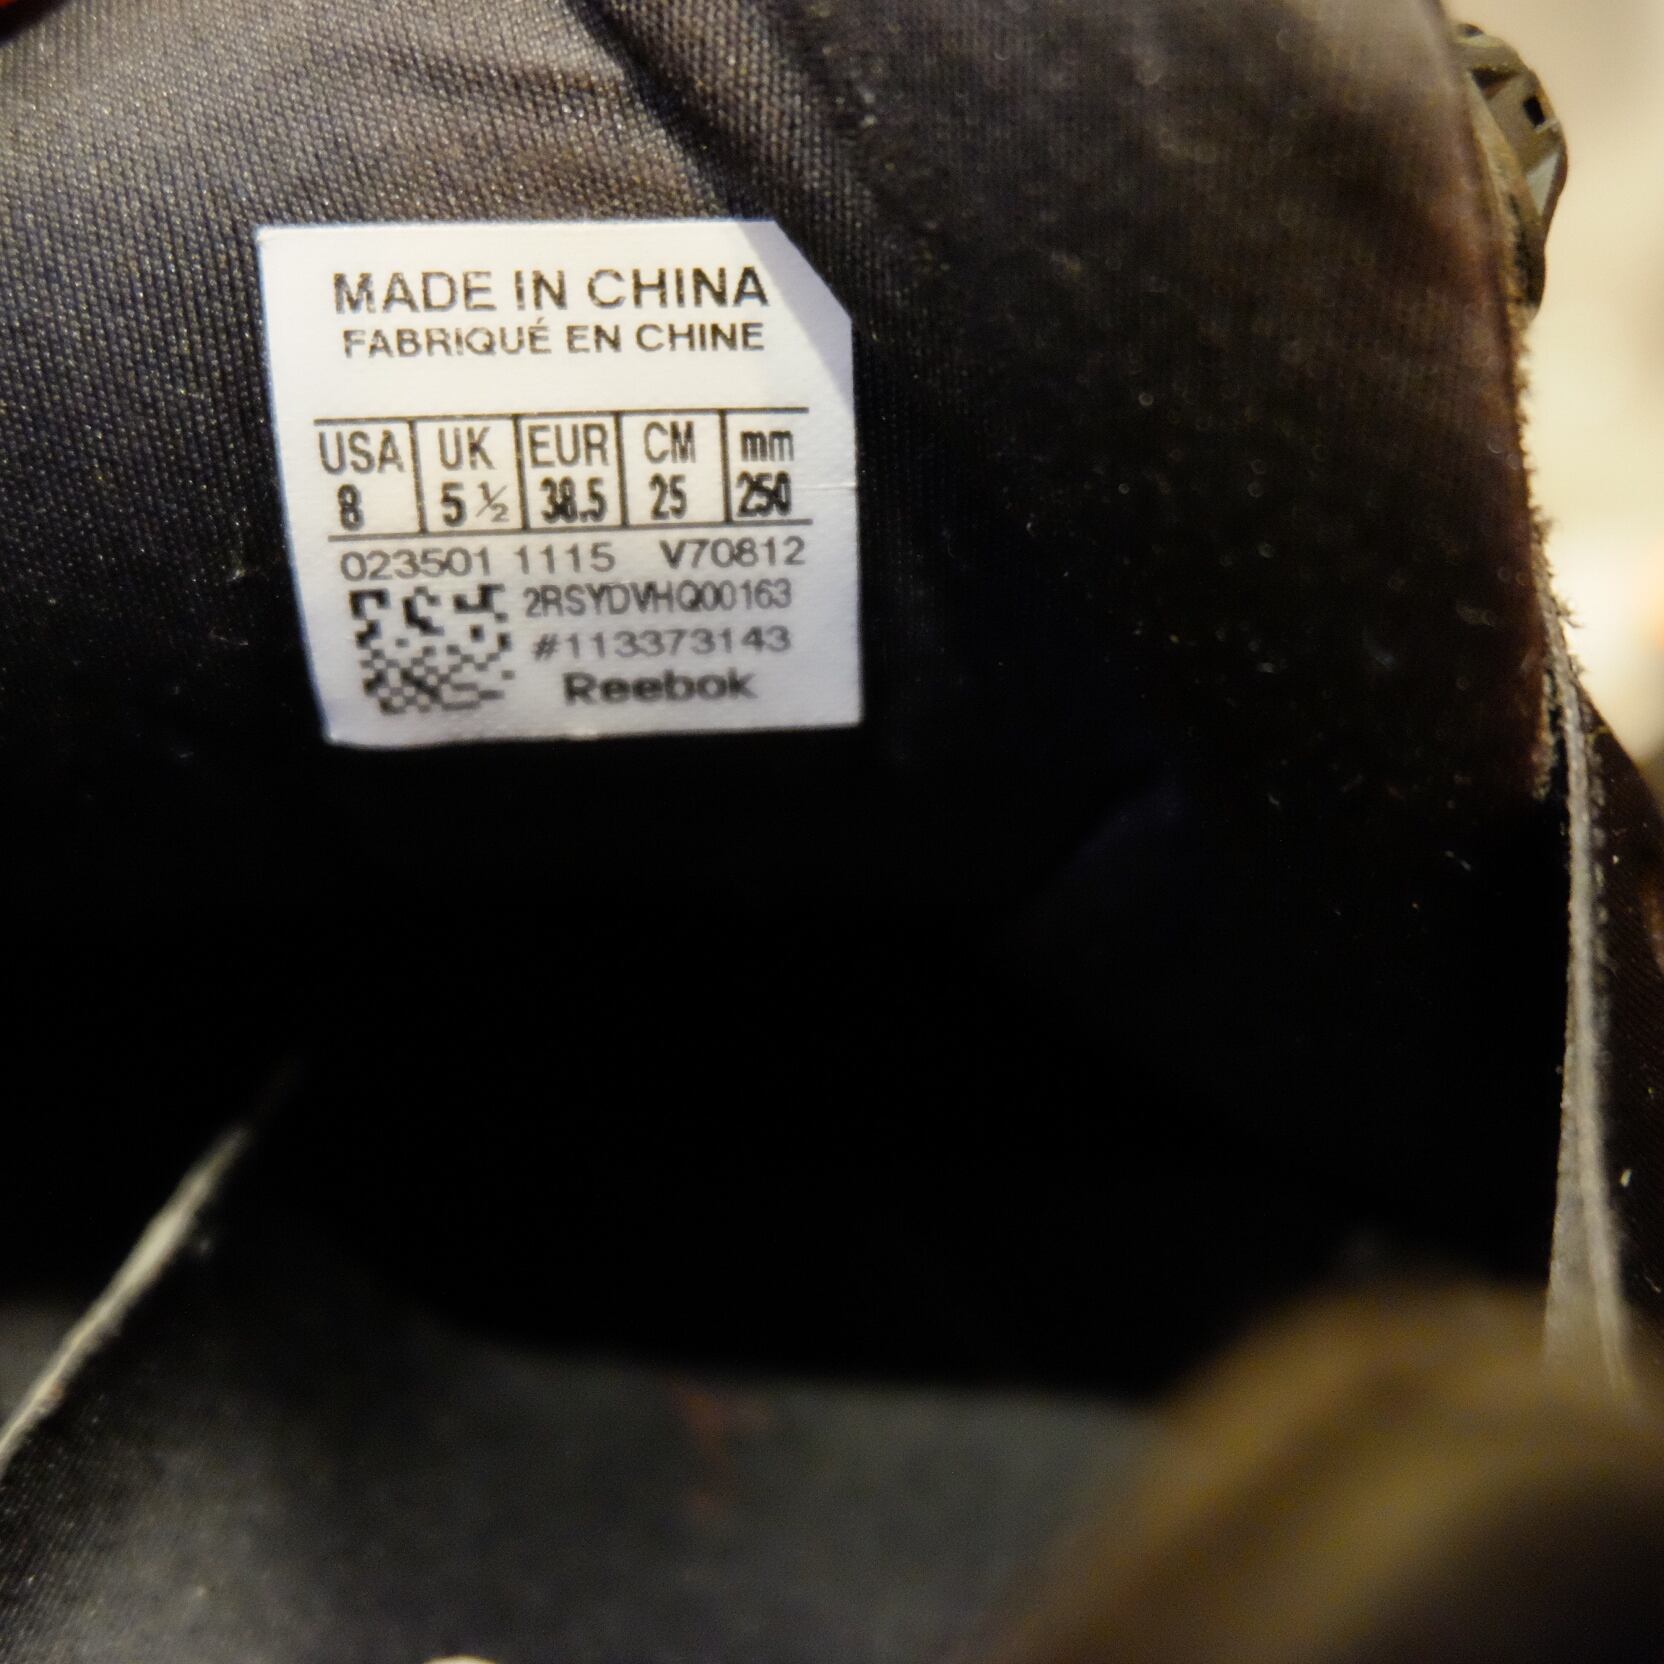 MADE IN CHINA
FABRIQUÉ EN CHINE
USA UK EUR CM mm
8 5 ½ 38.5 25 250
023501 1115 V70812
2RSYDVHQ00163
#113373143
Reebok